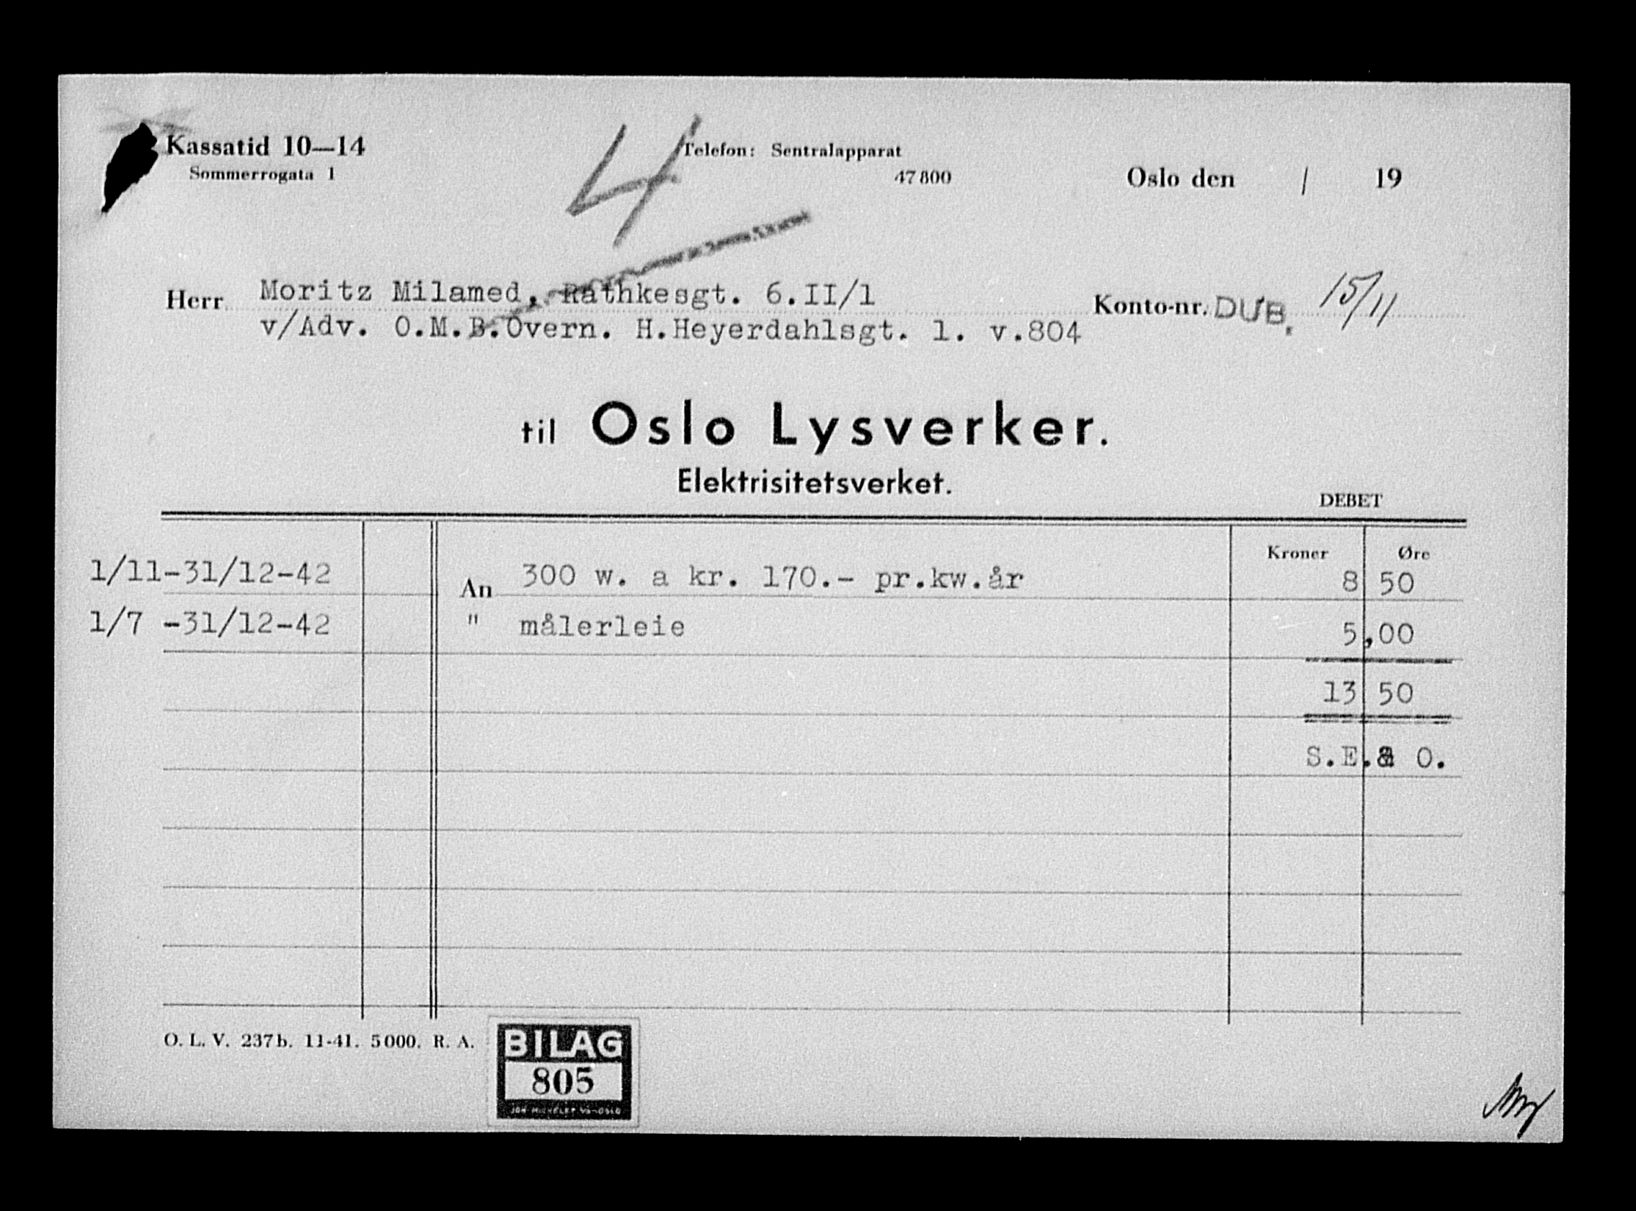 4
Kassatid 10—14
Telefon: Sentralapparat
Sommerrogata 1
47 800
Oslo den / 19
Herr Moritz Milamed, Rathkesgt. 6.II/1
Konto-nr. DUB. 15/11
v/Adv. O.M.B.Overn. H.Heyerdahlsgt. 1. v.804
til Oslo Lysverker.
Elektrisitetsverket.
DEBET
Kroner Øre
1/11-31/12-42 An 300 w. a kr. 170.- pr.kw.år 8 50
1/7 -31/12-42 " målerleie 5,00
13 50
S.E.& O.
O. L. V. 237 b. 11-41. 5000. R. A.
BILAG
805